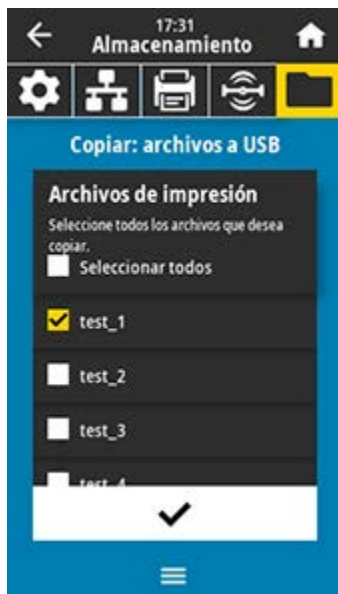 17:31
Almacenamiento
Copiar: archivos a USB
Archivos de impresión
Seleccione todos los archivos que desea
copiar.
Seleccionar todos
test_1
test_2
test_3
test_4